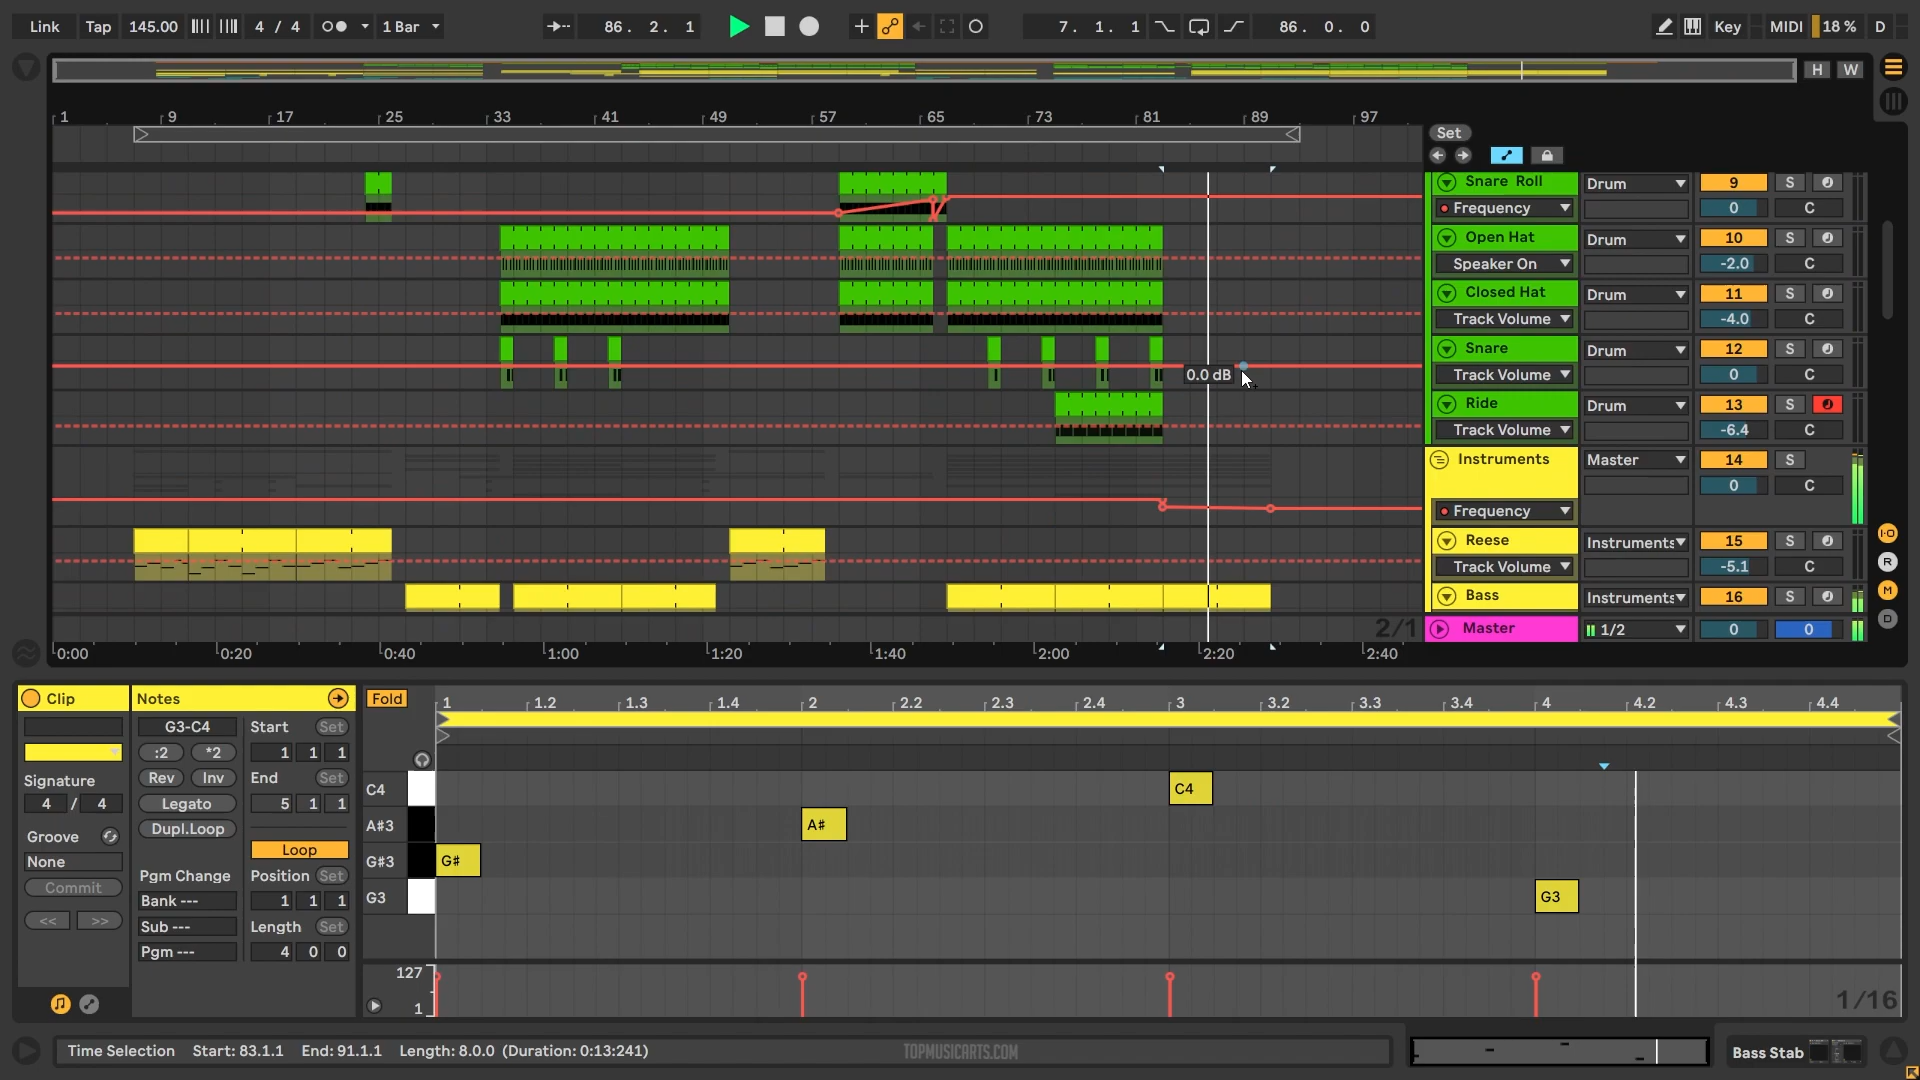 Link Tap 145.00 4 / 4 1 Bar 86. 2. 1 7. 1. 1 86. 0. 0 Key MIDI 18 % D
H W
1 9 17 25 33 41 49 57 65 73 81 89 97
Set
Snare Roll Drum 9 S
Frequency 0 C
Open Hat Drum 10 S
Speaker On -2.0 C
Closed Hat Drum 11 S
Track Volume -4.0 C
Snare Drum 12 S
0.0 dB
Track Volume 0 C
Ride Drum 13 S
Track Volume -6.4 C
Instruments Master 14 S
0 C
Frequency
Reese Instruments 15 S
Track Volume -5.1 C
Bass Instruments 16 S
2/1
Master 1/2 0 0
I·O
R
M
D
0:00 0:20 0:40 1:00 1:20 1:40 2:00 2:20 2:40
Clip
Notes
G3-C4
:2 *2
Rev Inv
Legato
Dupl.Loop
Signature
4 / 4
Groove
None
Commit
<< >>
Pgm Change
Bank ---
Sub ---
Pgm ---
Start Set
1 1 1
End Set
5 1 1
Loop
Position Set
1 1 1
Length Set
4 0 0
Fold
1 1.2 1.3 1.4 2 2.2 2.3 2.4 3 3.2 3.3 3.4 4 4.2 4.3 4.4
C4 C4
A#3 A#
G#3 G#
G3 G3
127
1
1/16
Time Selection Start: 83.1.1 End: 91.1.1 Length: 8.0.0 (Duration: 0:13:241)
TOPMUSICARTS.COM
Bass Stab